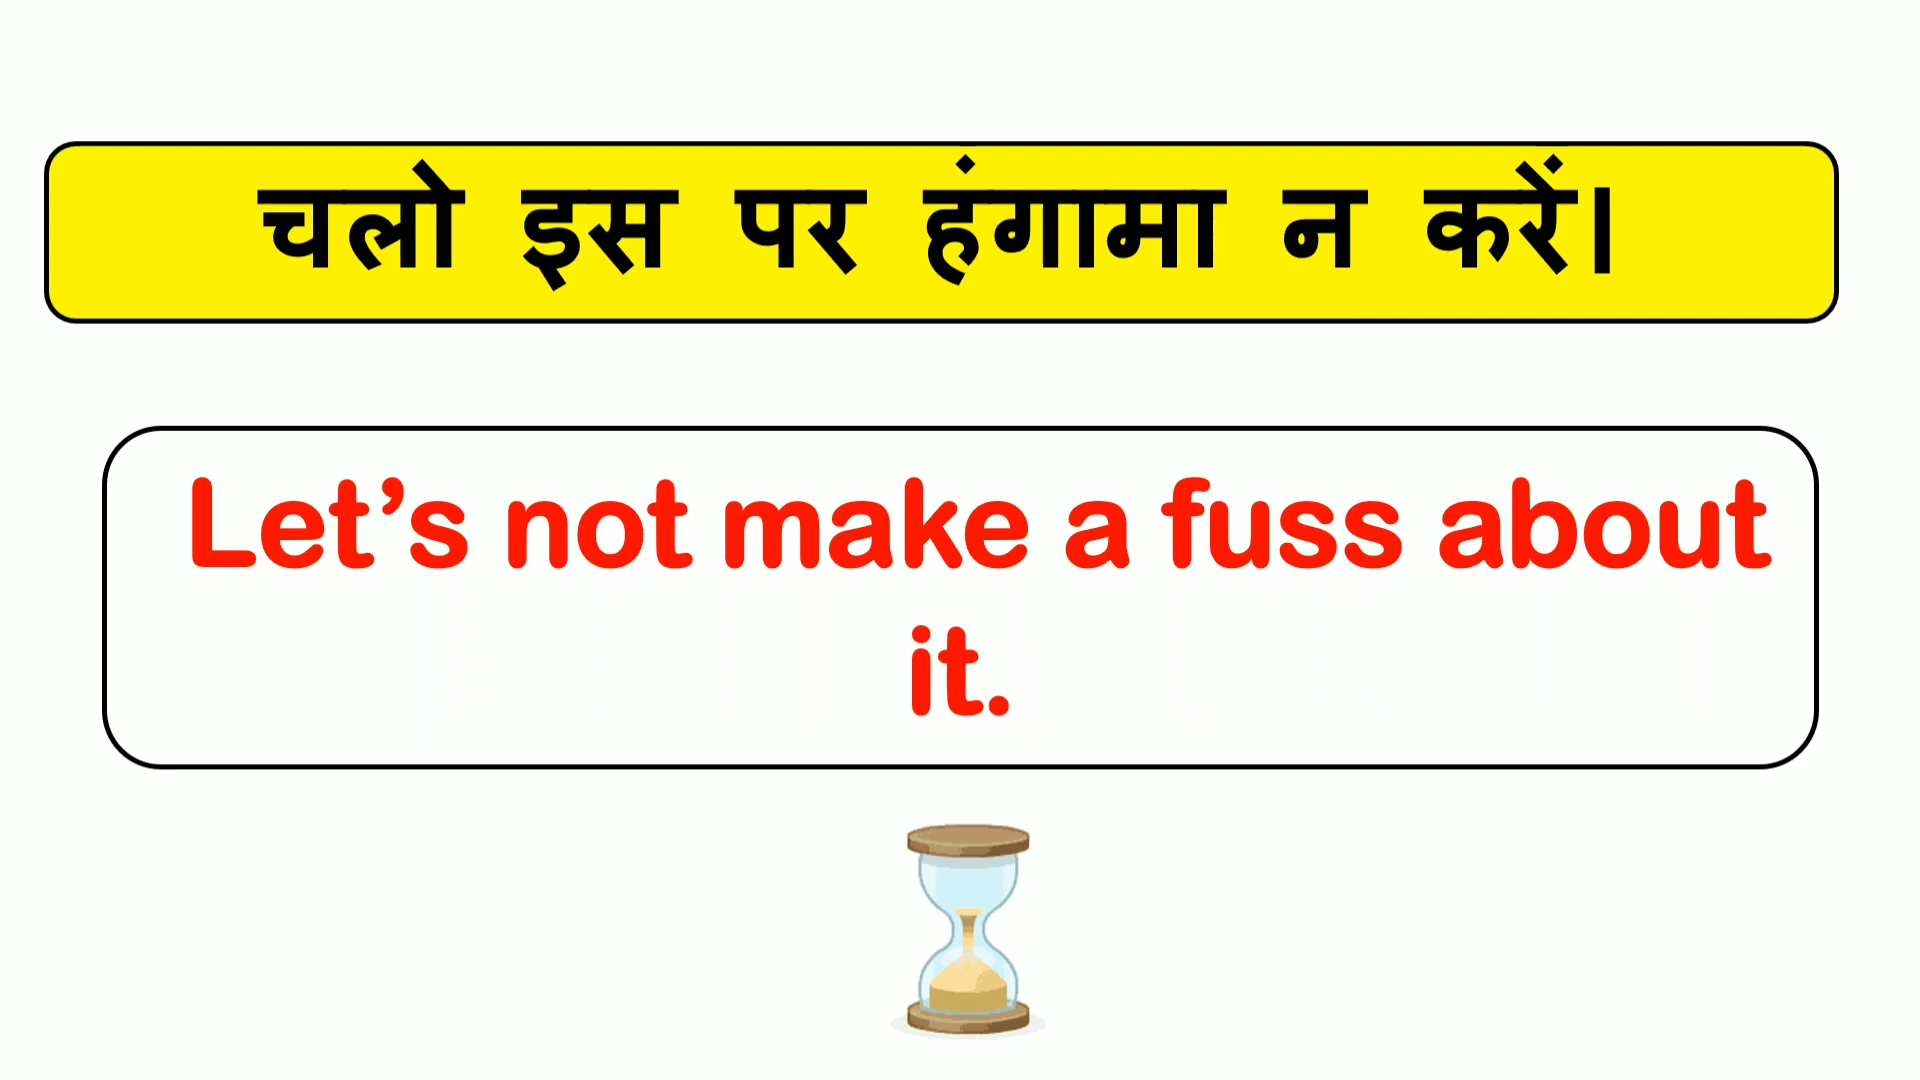 चलो इस पर हंगामा न करें।
Let’s not make a fuss about
it.